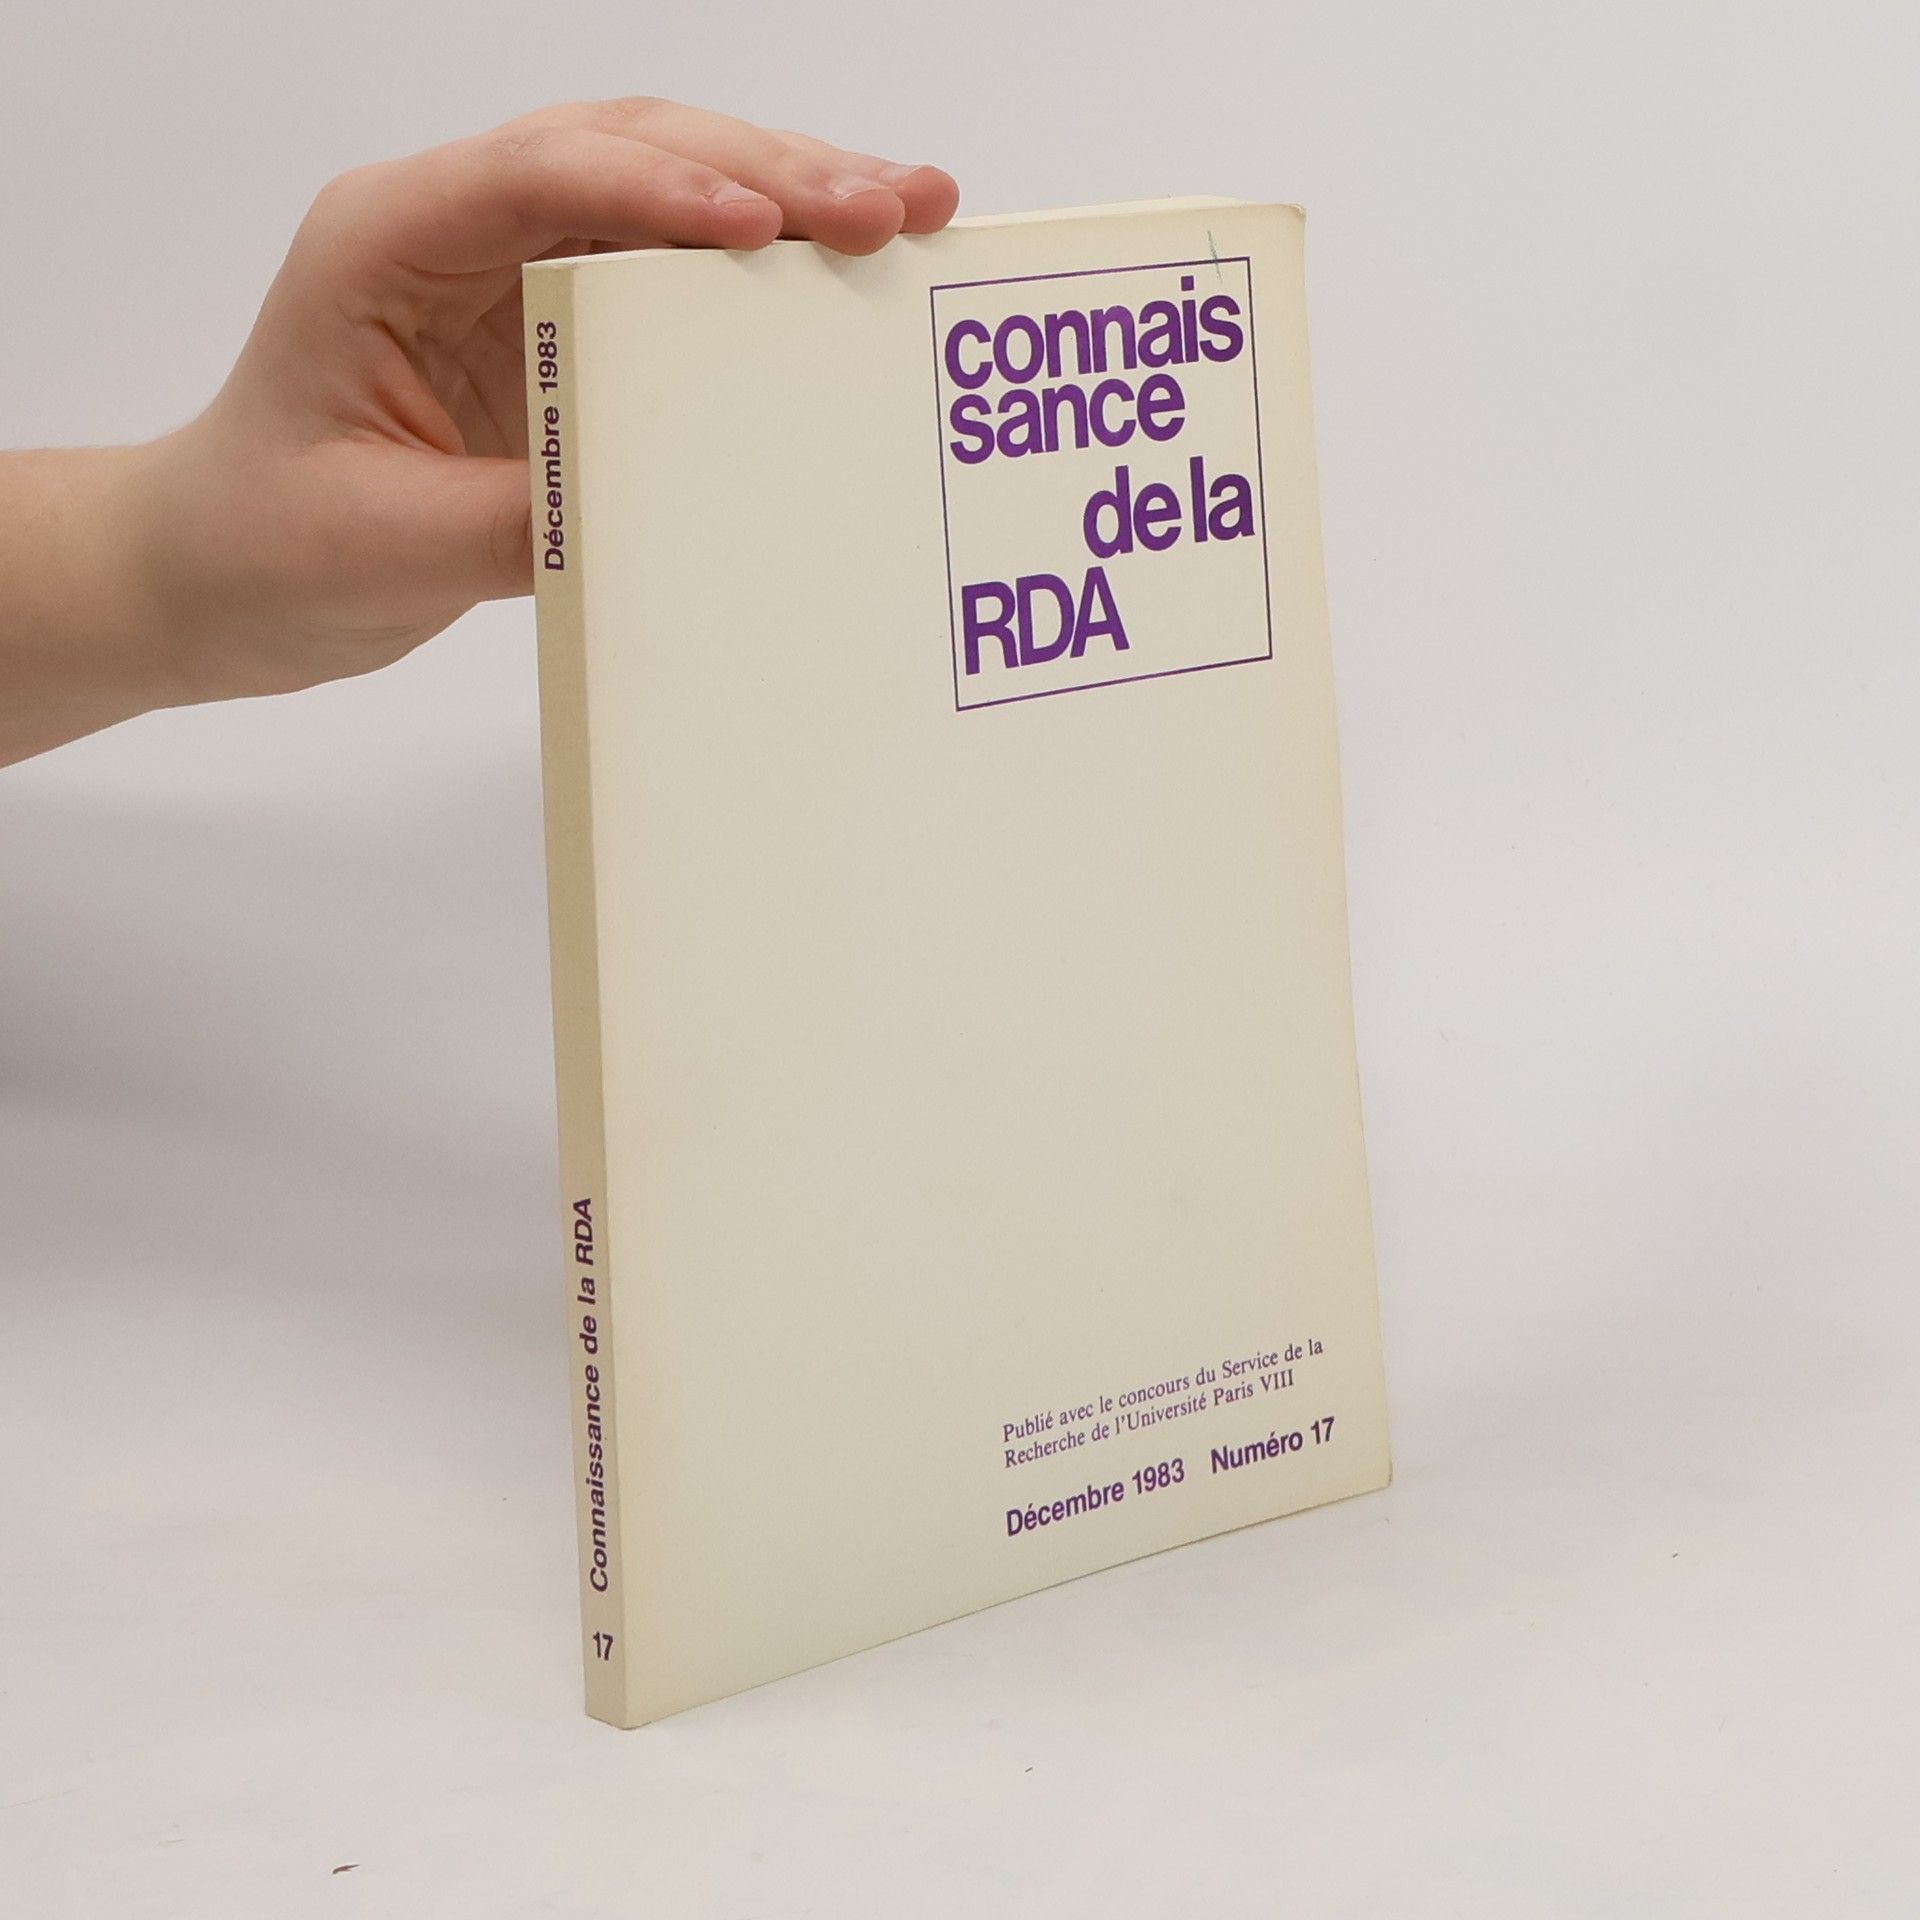 connais
sance
de la
RDA
Publié avec le concours du Service de la
Recherche de l'Université Paris VIII
Décembre 1983 Numéro 17
Décembre 1983
Connaissance de la RDA
17